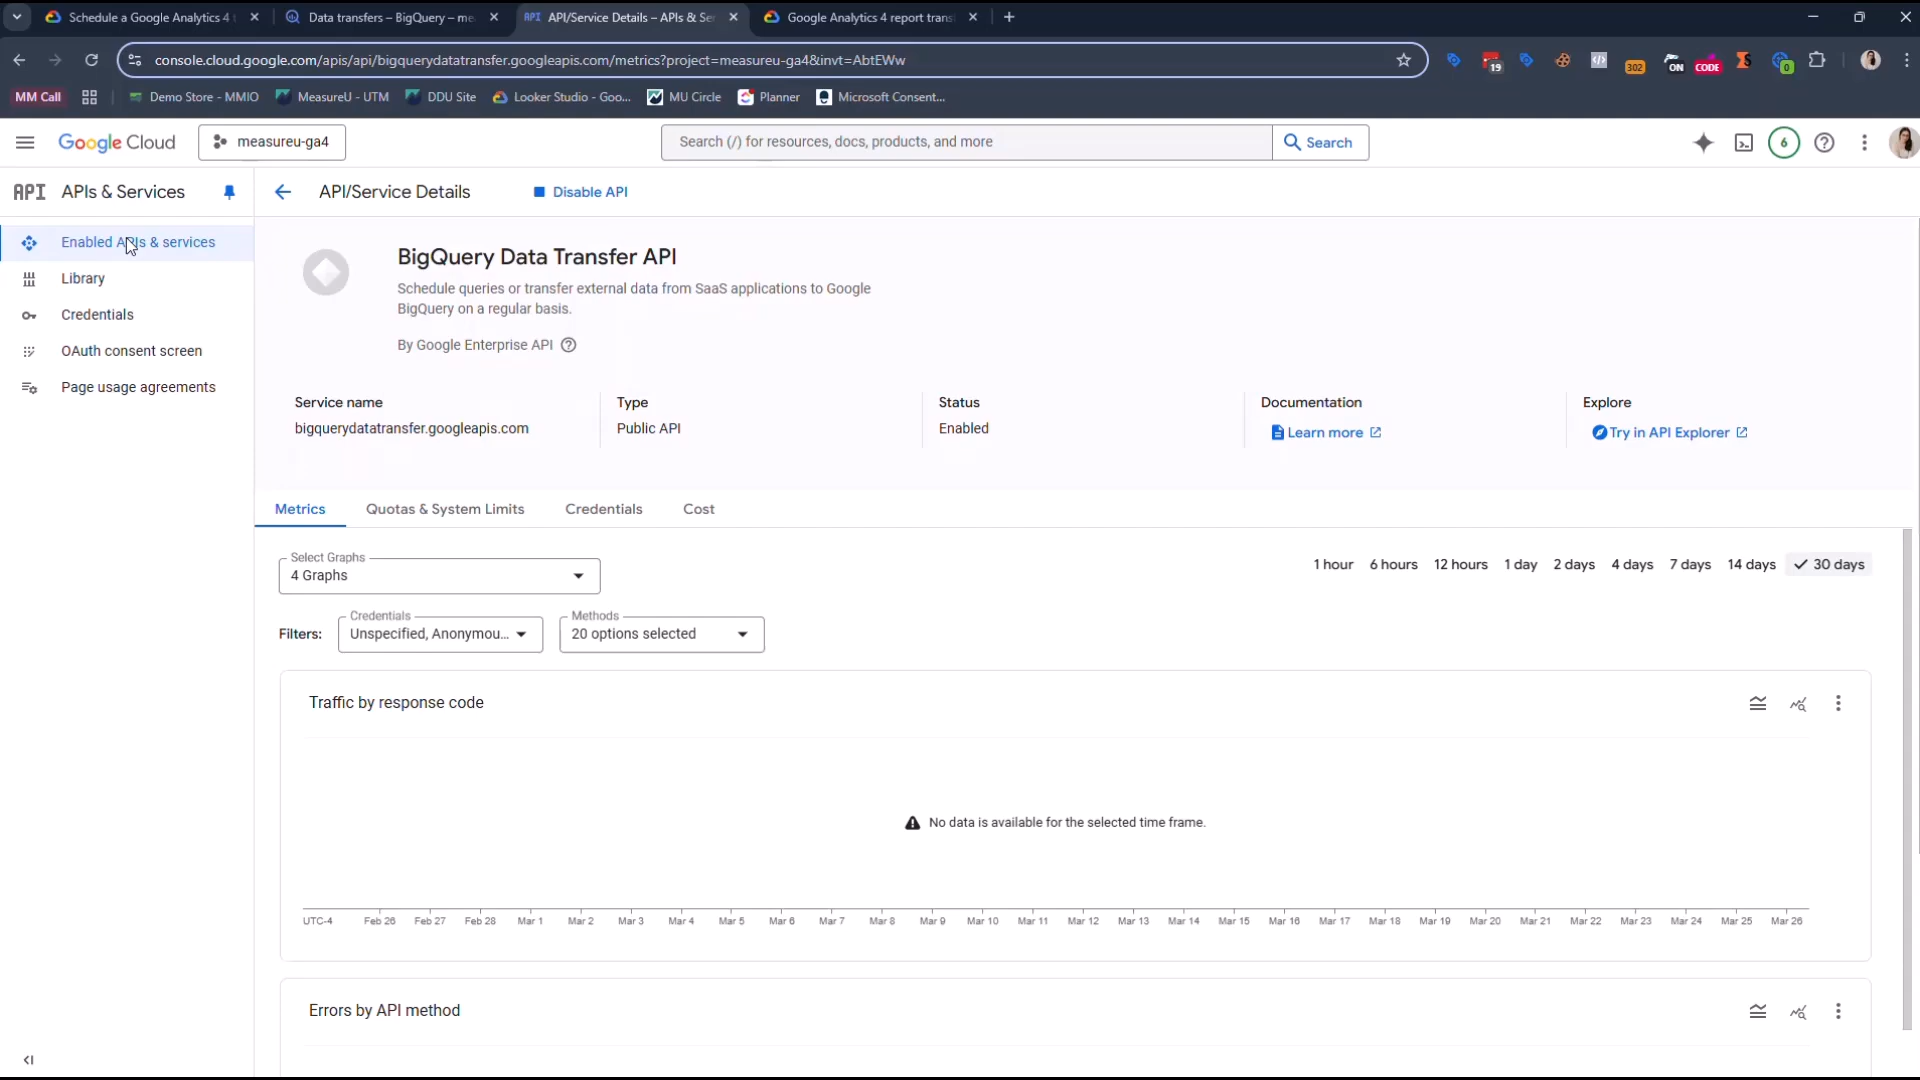 Schedule a Google Analytics 4 t
Data transfers – BigQuery – me
API API/Service Details – APIs & Se
Google Analytics 4 report trans
console.cloud.google.com/apis/api/bigquerydatatransfer.googleapis.com/metrics?project=measureu-ga4&invt=AbtEWw
19
302
ON
CODE
0
MM Call
Demo Store - MMIO
MeasureU - UTM
DDU Site
Looker Studio - Goo...
MU Circle
Planner
Microsoft Consent...
Google Cloud
measureu-ga4
Search (/) for resources, docs, products, and more
Search
6
API APIs & Services
API/Service Details
Disable API
Enabled APIs & services
Library
Credentials
OAuth consent screen
Page usage agreements
BigQuery Data Transfer API
Schedule queries or transfer external data from SaaS applications to Google
BigQuery on a regular basis.
By Google Enterprise API
Service name
bigquerydatatransfer.googleapis.com
Type
Public API
Status
Enabled
Documentation
Learn more
Explore
Try in API Explorer
Metrics
Quotas & System Limits
Credentials
Cost
Select Graphs
4 Graphs
1 hour 6 hours 12 hours 1 day 2 days 4 days 7 days 14 days 30 days
Filters:
Credentials
Unspecified, Anonymou...
Methods
20 options selected
Traffic by response code
No data is available for the selected time frame.
UTC-4 Feb 26 Feb 27 Feb 28 Mar 1 Mar 2 Mar 3 Mar 4 Mar 5 Mar 6 Mar 7 Mar 8 Mar 9 Mar 10 Mar 11 Mar 12 Mar 13 Mar 14 Mar 15 Mar 16 Mar 17 Mar 18 Mar 19 Mar 20 Mar 21 Mar 22 Mar 23 Mar 24 Mar 25 Mar 26
Errors by API method